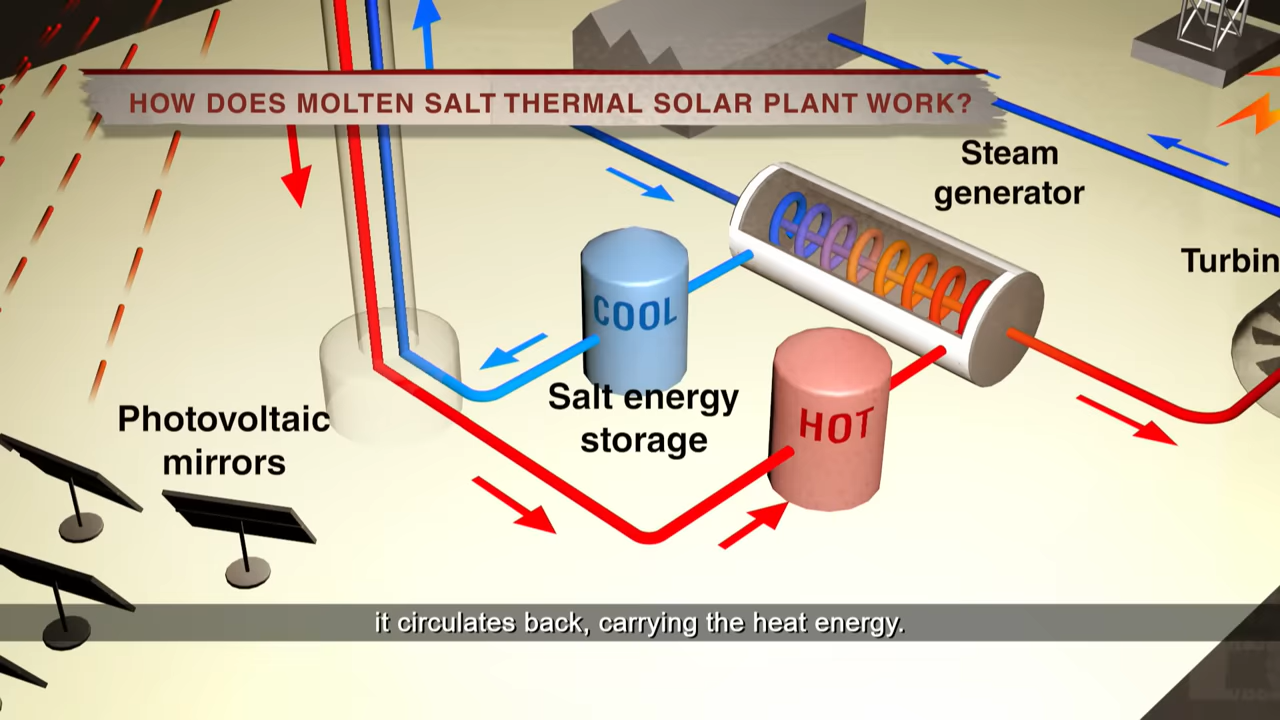 HOW DOES MOLTEN SALT THERMAL SOLAR PLANT WORK?
Steam
generator
Turbin
COOL
Salt energy
storage
HOT
Photovoltaic
mirrors
it circulates back, carrying the heat energy.